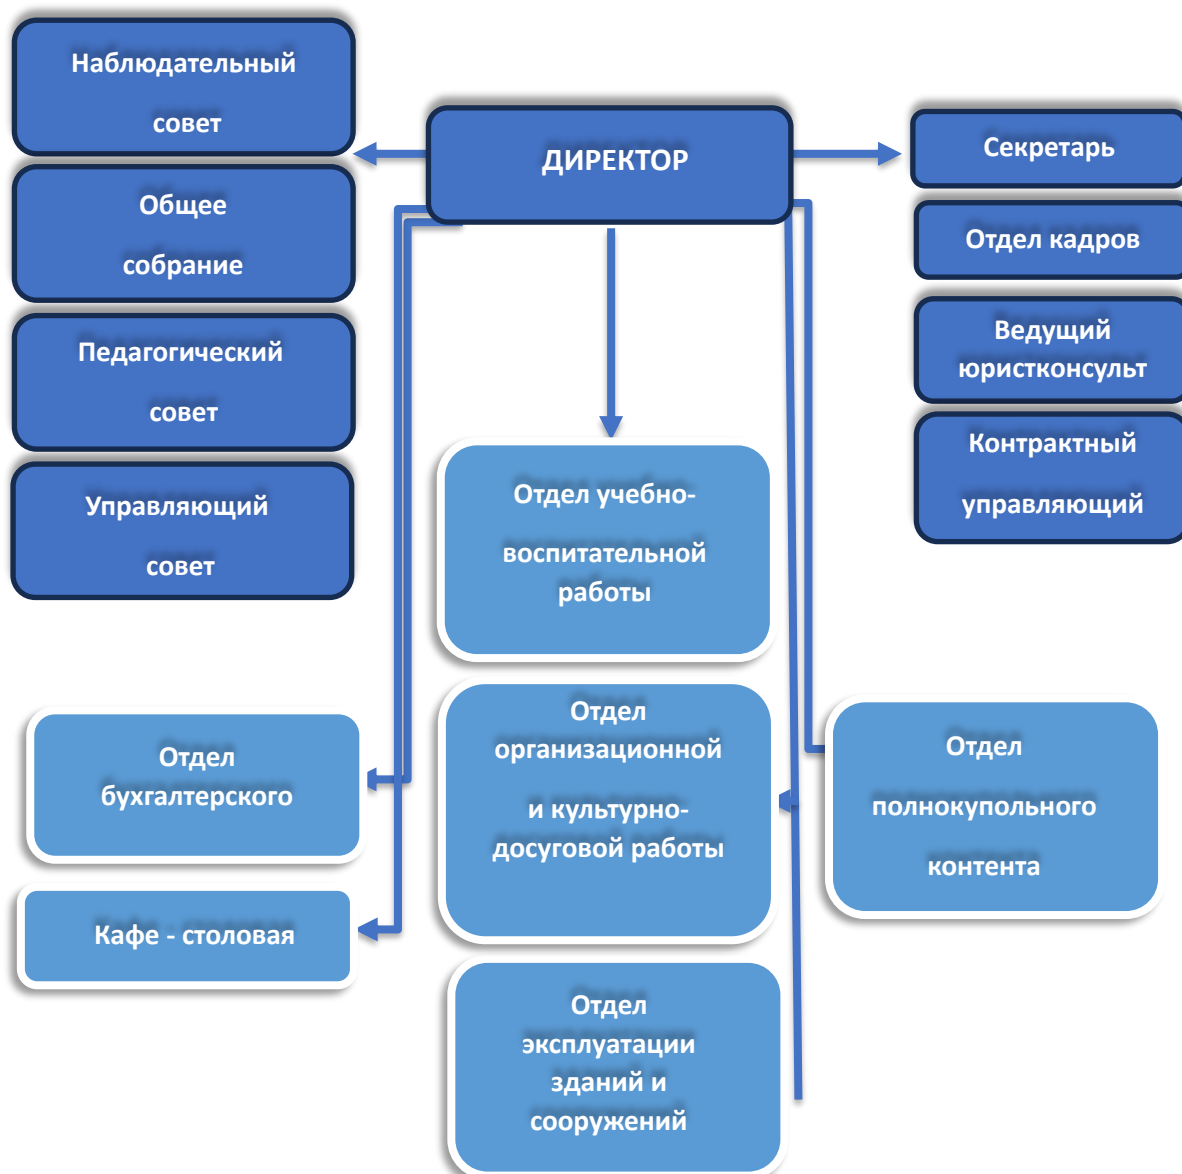 Наблюдательный
совет
Общее
собрание
Педагогический
совет
Управляющий
совет
ДИРЕКТОР
Секретарь
Отдел кадров
Ведущий
юристконсульт
Контрактный
управляющий
Отдел учебно-
воспитательной
работы
Отдел
организационной
и культурно-
досуговой работы
Отдел
полнокупольного
контента
Отдел
бухгалтерского
Кафе - столовая
Отдел
эксплуатации
зданий и
сооружений